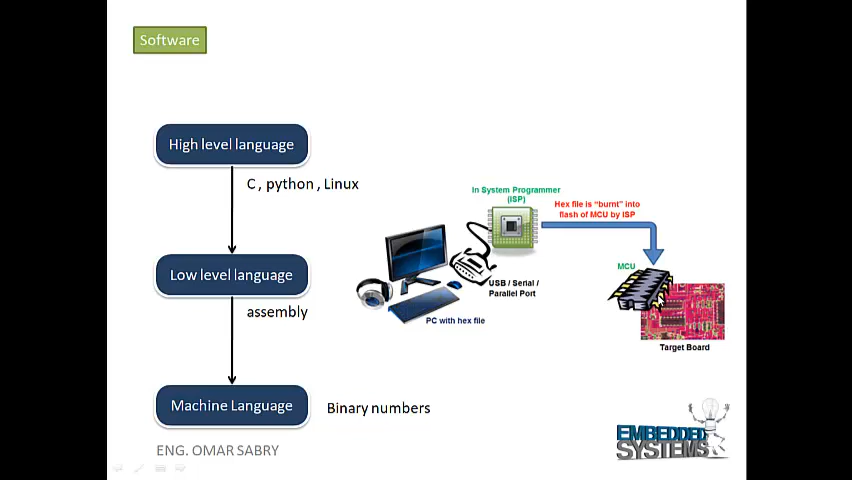 Software
High level language
C , python , Linux
Low level language
assembly
Machine Language
Binary numbers
In System Programmer
(ISP)
Hex file is "burnt" into
flash of MCU by ISP
USB / Serial /
Parallel Port
PC with hex file
MCU
Target Board
ENG. OMAR SABRY
EMBEDDED
SYSTEMS